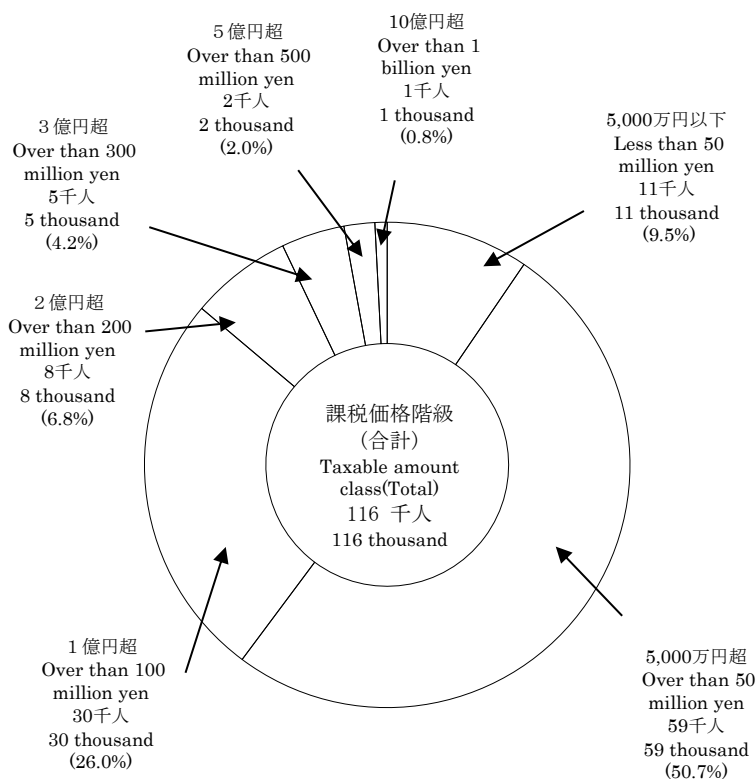 10億円超
Over than 1
billion yen
1千人
1 thousand
(0.8%)
5億円超
Over than 500
million yen
2千人
2 thousand
(2.0%)
3億円超
Over than 300
million yen
5千人
5 thousand
(4.2%)
2億円超
Over than 200
million yen
8千人
8 thousand
(6.8%)
1億円超
Over than 100
million yen
30千人
30 thousand
(26.0%)
5,000万円以下
Less than 50
million yen
11千人
11 thousand
(9.5%)
5,000万円超
Over than 50
million yen
59千人
59 thousand
(50.7%)
課税価格階級
（合計）
Taxable amount
class(Total)
116 千人
116 thousand